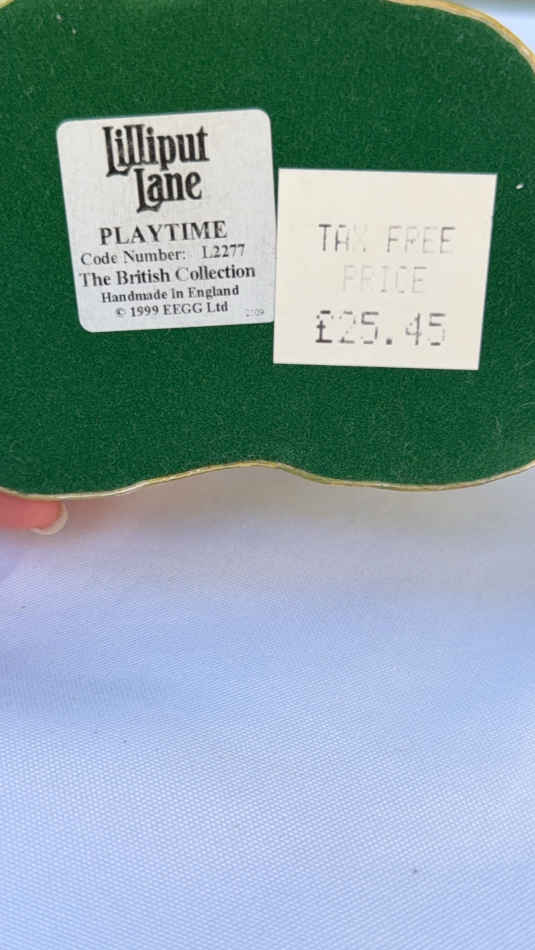 Lilliput
Lane
PLAYTIME
Code Number: L2277
The British Collection
Handmade in England
© 1999 EEGG Ltd
TAX FREE
PRICE
£25.45